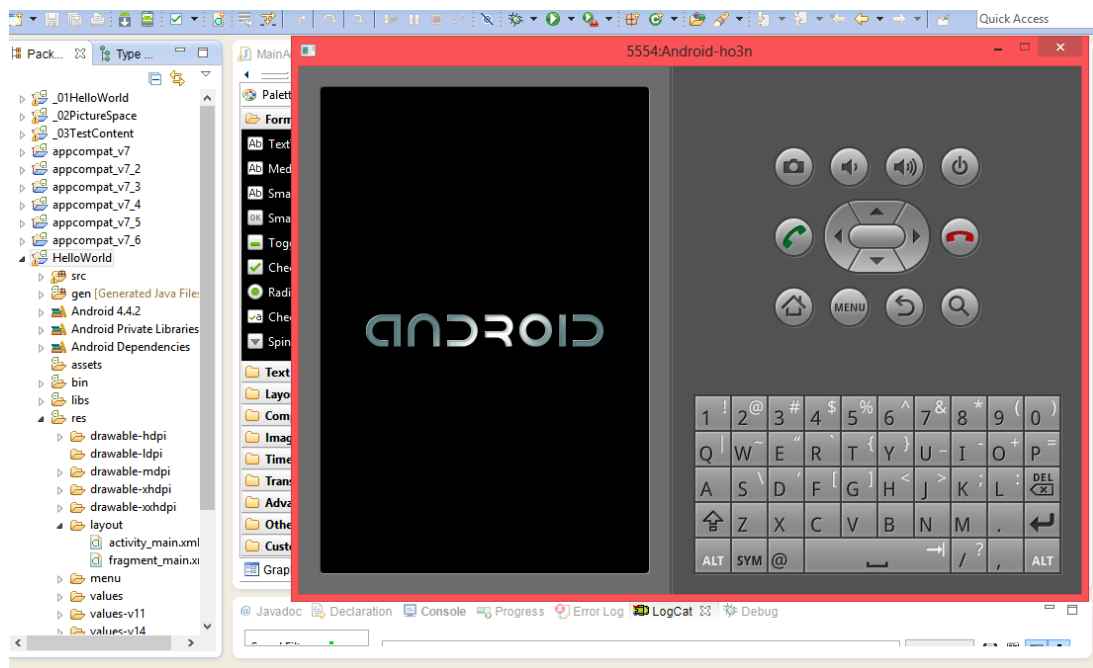 Quick Access
Pack...
Type ...
_01HelloWorld
_02PictureSpace
_03TestContent
appcompat_v7
appcompat_v7_2
appcompat_v7_3
appcompat_v7_4
appcompat_v7_5
appcompat_v7_6
HelloWorld
src
gen [Generated Java Files
Android 4.4.2
Android Private Libraries
Android Dependencies
assets
bin
libs
res
drawable-hdpi
drawable-ldpi
drawable-mdpi
drawable-xhdpi
drawable-xxhdpi
layout
activity_main.xml
fragment_main.x
menu
values
values-v11
values-v14
MainA
Palett
Form
Ab Text
Ab Med
Ab Sma
OK Sma
Togg
Chec
Radi
Chec
Spin
Text
Layo
Com
Imag
Time
Trans
Adva
Othe
Custo
Grap
5554:Android-ho3n
ANDROID
MENU
1 ! 2 @ 3 # 4 $ 5 % 6 ^ 7 & 8 * 9 ( 0 )
Q | W ~ E " R ` T { Y } U - I - O + P =
A S \ D ' F [ G ] H < J > K ; L : DEL
Z X C V B N M .
ALT SYM @ / ? , ALT
@ Javadoc Declaration Console Progress Error Log LogCat Debug